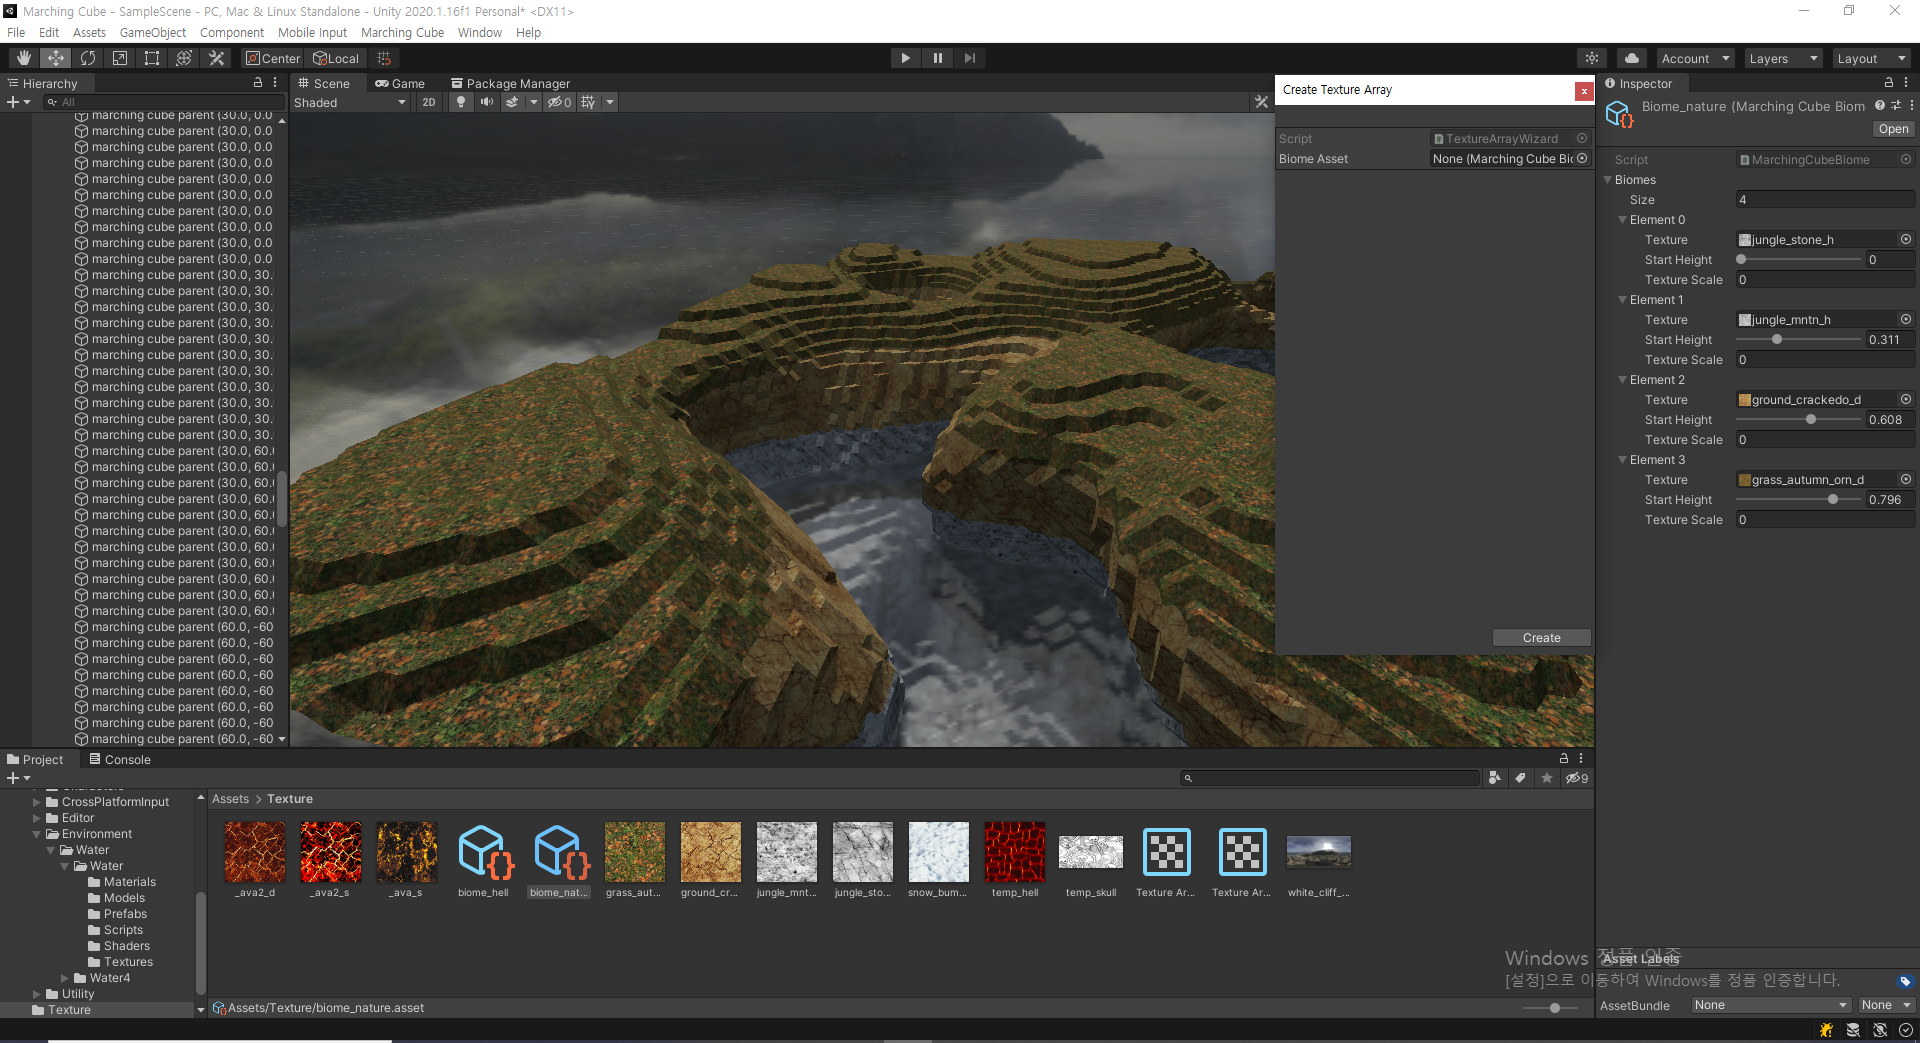 Marching Cube - SampleScene - PC, Mac & Linux Standalone - Unity 2020.1.16f1 Personal* <DX11>
File Edit Assets GameObject Component Mobile Input Marching Cube Window Help
Center Local Account Layers Layout
Hierarchy
All
marching cube parent (30.0, 0.0
marching cube parent (30.0, 0.0
marching cube parent (30.0, 0.0
marching cube parent (30.0, 0.0
marching cube parent (30.0, 0.0
marching cube parent (30.0, 0.0
marching cube parent (30.0, 0.0
marching cube parent (30.0, 0.0
marching cube parent (30.0, 0.0
marching cube parent (30.0, 0.0
marching cube parent (30.0, 30.
marching cube parent (30.0, 30.
marching cube parent (30.0, 30.
marching cube parent (30.0, 30.
marching cube parent (30.0, 30.
marching cube parent (30.0, 30.
marching cube parent (30.0, 30.
marching cube parent (30.0, 30.
marching cube parent (30.0, 30.
marching cube parent (30.0, 30.
marching cube parent (30.0, 30.
marching cube parent (30.0, 60.
marching cube parent (30.0, 60.
marching cube parent (30.0, 60.
marching cube parent (30.0, 60.
marching cube parent (30.0, 60.
marching cube parent (30.0, 60.
marching cube parent (30.0, 60.
marching cube parent (30.0, 60.
marching cube parent (30.0, 60.
marching cube parent (30.0, 60.
marching cube parent (30.0, 60.
marching cube parent (60.0, -60
marching cube parent (60.0, -60
marching cube parent (60.0, -60
marching cube parent (60.0, -60
marching cube parent (60.0, -60
marching cube parent (60.0, -60
marching cube parent (60.0, -60
marching cube parent (60.0, -60
Scene Game Package Manager
Shaded 2D 0
Create Texture Array
Script TextureArrayWizard
Biome Asset None (Marching Cube Bio
Create
Inspector
Biome_nature (Marching Cube Biom
Open
Script MarchingCubeBiome
Biomes
Size 4
Element 0
Texture jungle_stone_h
Start Height 0
Texture Scale 0
Element 1
Texture jungle_mntn_h
Start Height 0.311
Texture Scale 0
Element 2
Texture ground_crackedo_d
Start Height 0.608
Texture Scale 0
Element 3
Texture grass_autumn_orn_d
Start Height 0.796
Texture Scale 0
Project Console
9
CrossPlatformInput
Editor
Environment
Water
Water
Materials
Models
Prefabs
Scripts
Shaders
Textures
Water4
Utility
Texture
Assets > Texture
_ava2_d _ava2_s _ava_s biome_hell biome_nat... grass_aut... ground_cr... jungle_mnt... jungle_sto... snow_bum... temp_hell temp_skull Texture Ar... Texture Ar... white_cliff_...
Assets/Texture/biome_nature.asset
Windows 정품 인증
[설정]으로 이동하여 Windows를 정품 인증합니다.
Asset Labels
AssetBundle None None